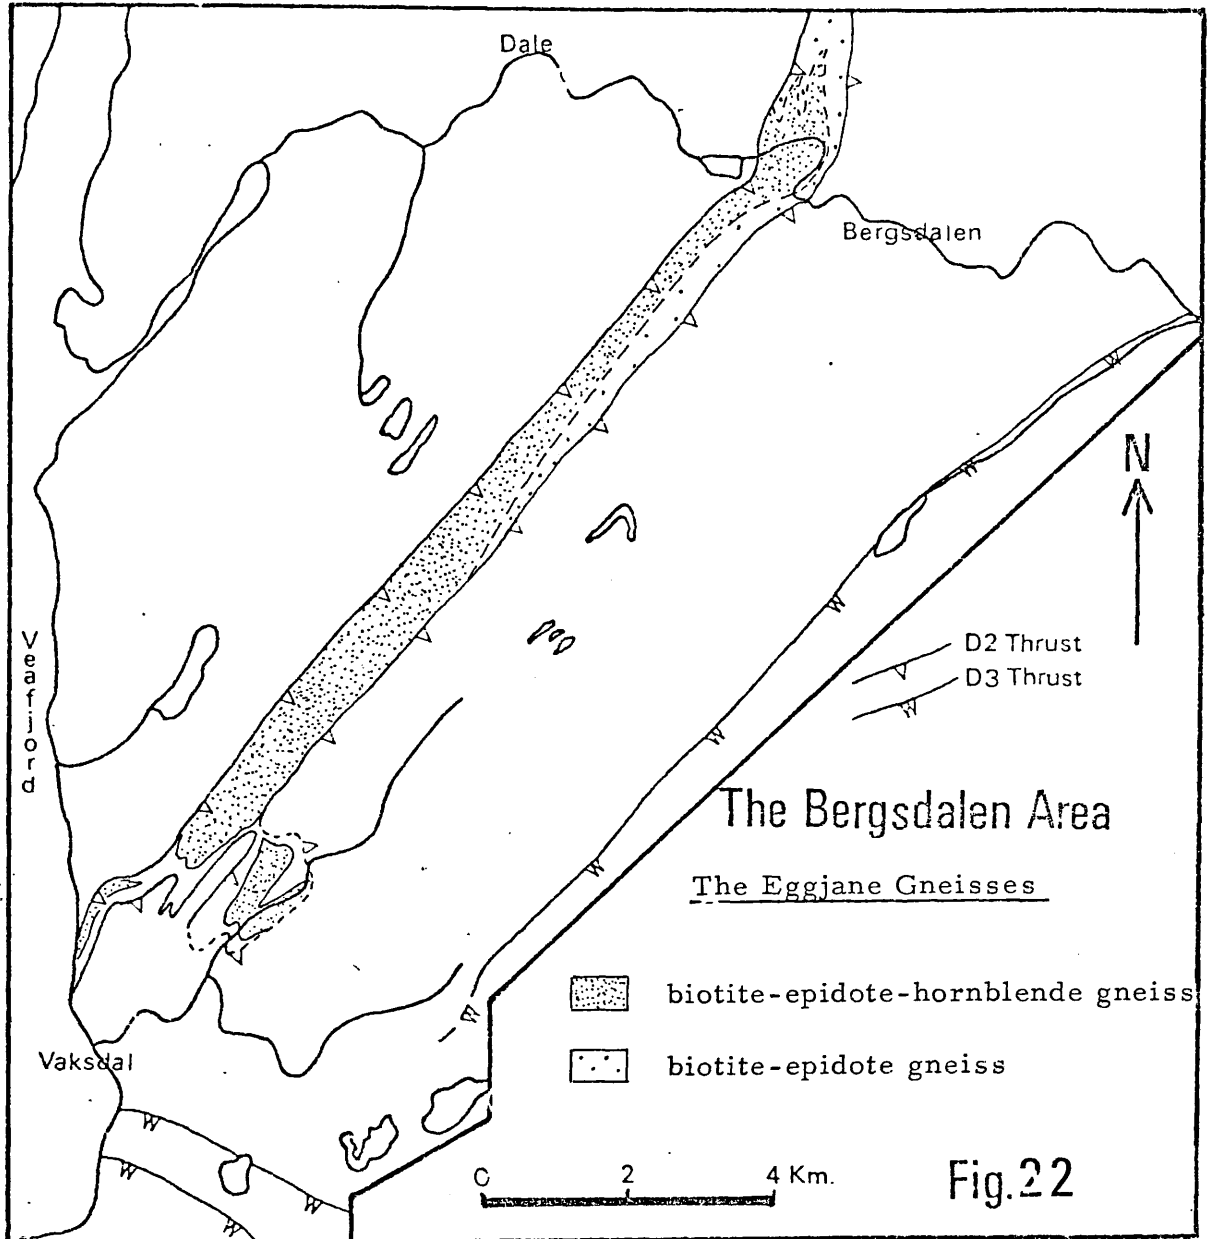 Dale
Bergsdalen
N
Veafjord
D2 Thrust
D3 Thrust
The Bergsdalen Area
The Eggjane Gneisses
biotite-epidote-hornblende gneiss
biotite-epidote gneiss
Vaksdal
0 2 4 Km.
Fig.22